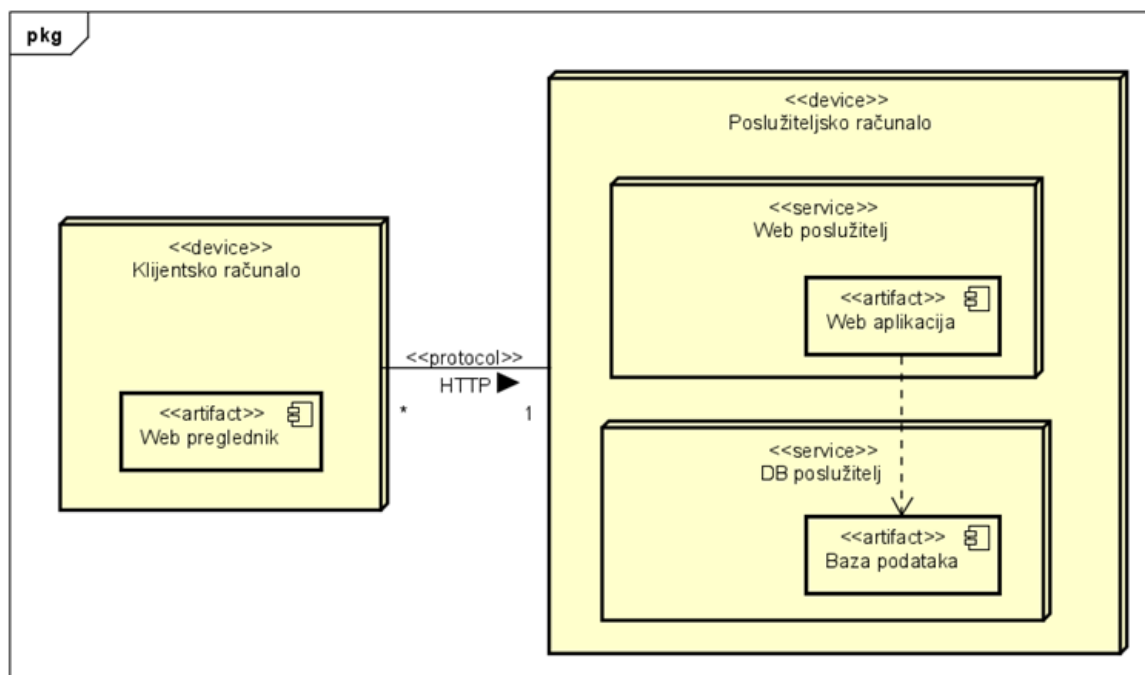 pkg
<<device>>
Poslužiteljsko računalo
<<service>>
Web poslužitelj
<<artifact>>
Web aplikacija
<<device>>
Klijentsko računalo
<<protocol>>
HTTP
*
1
<<artifact>>
Web preglednik
<<service>>
DB poslužitelj
<<artifact>>
Baza podataka